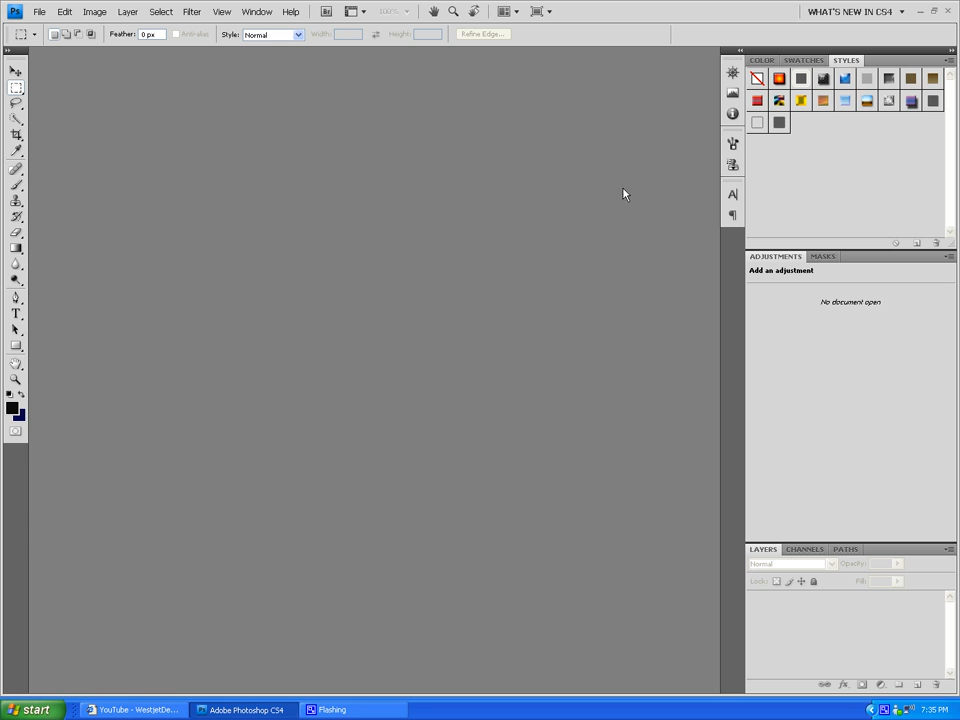 Ps File Edit Image Layer Select Filter View Window Help Br 100% WHAT'S NEW IN CS4
Feather: 0 px Anti-alias Style: Normal Width: Height: Refine Edge...
COLOR SWATCHES STYLES
ADJUSTMENTS MASKS
Add an adjustment
No document open
LAYERS CHANNELS PATHS
Normal Opacity:
Lock: Fill:
start YouTube - WestjetDe... Ps Adobe Photoshop CS4 Flashing 7:35 PM